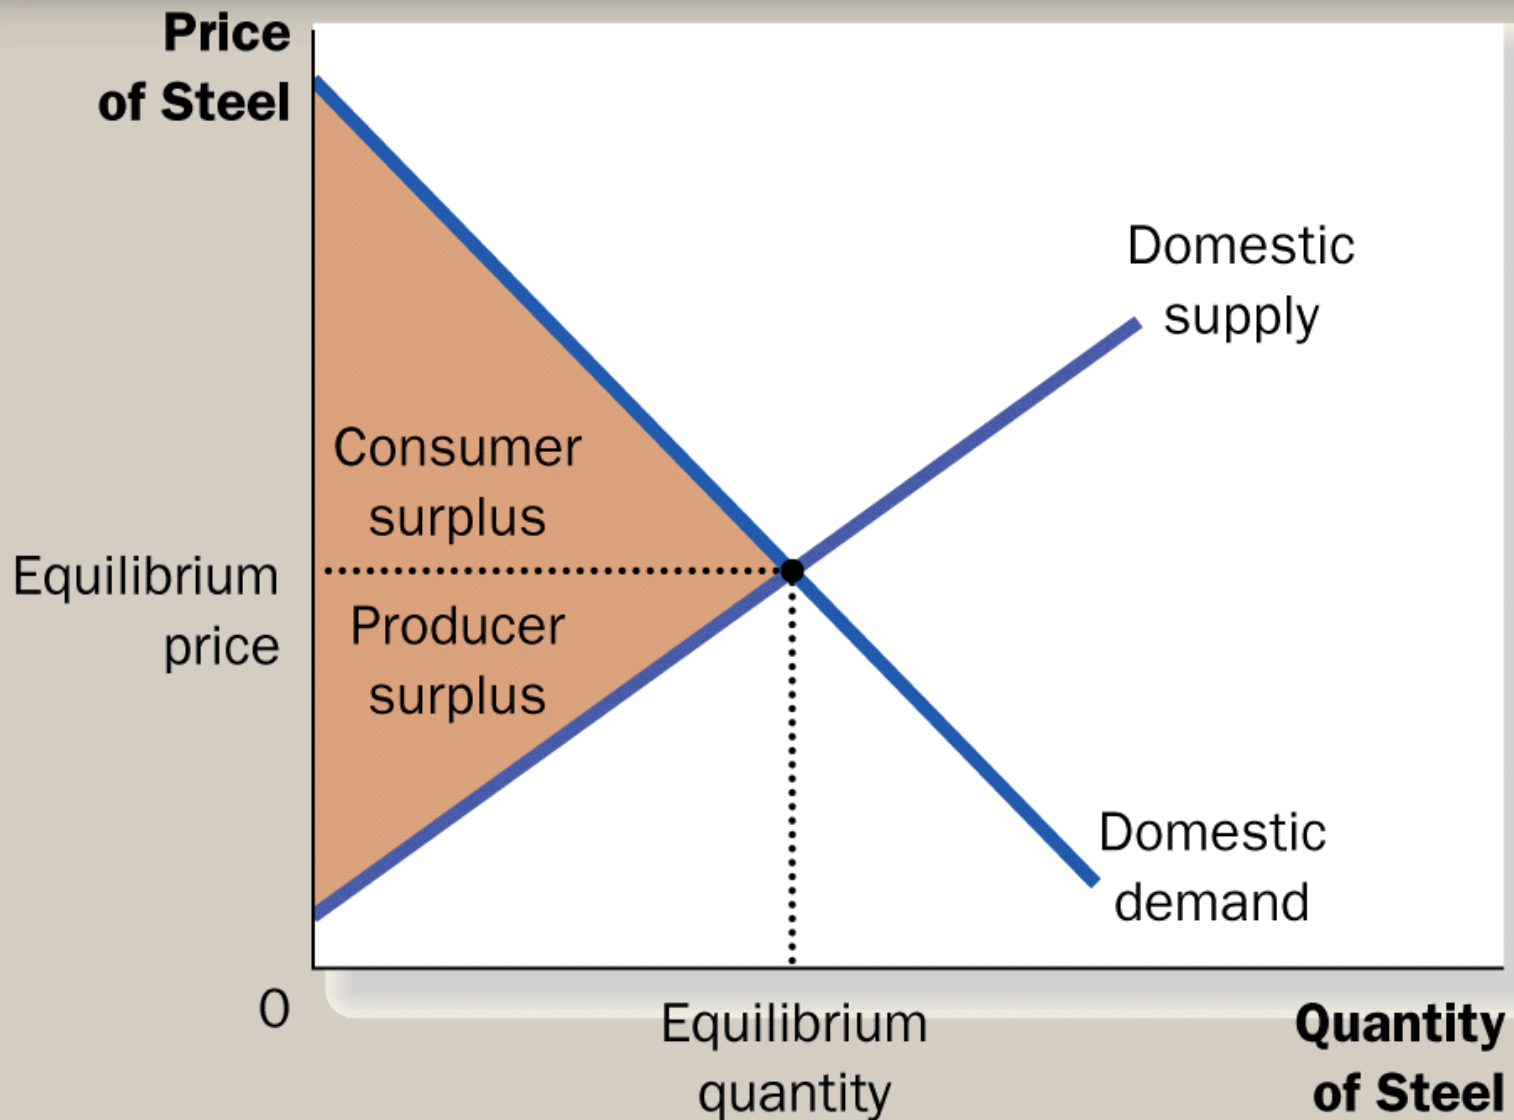 Price
of Steel
Domestic
supply
Consumer
surplus
Equilibrium
price
Producer
surplus
Domestic
demand
0
Equilibrium
quantity
Quantity
of Steel